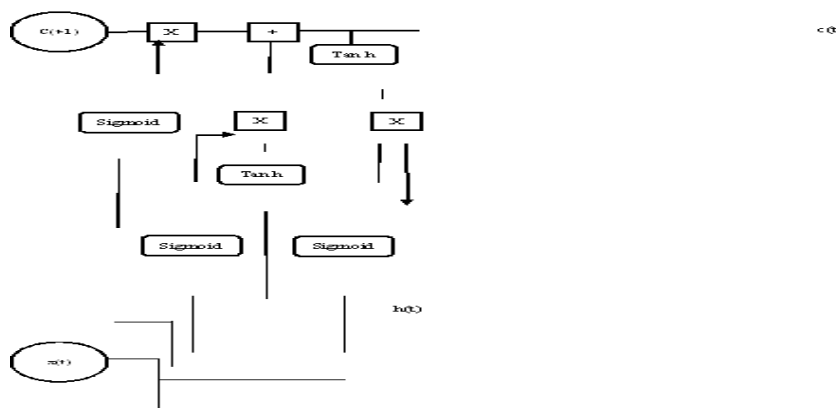 C(+1)
X
+
c(t
Tanh
Sigmoid
X
X
Tanh
Sigmoid
Sigmoid
h(t)
x(t)